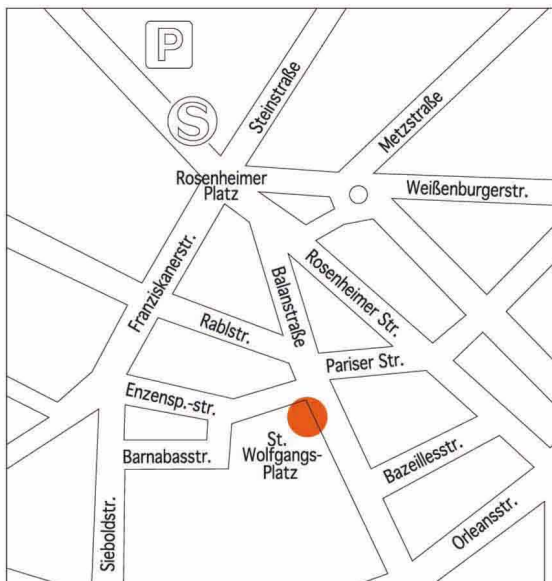 P
S
Steinstraße
Metzstraße
Rosenheimer
Platz
Weißenburgerstr.
Franziskanerstr.
Balanstraße
Rosenheimer Str.
Rablstr.
Pariser Str.
Enzensp.-str.
St.
Wolfgangs-
Platz
Barnabasstr.
Bazeillesstr.
Sieboldstr.
Orleansstr.